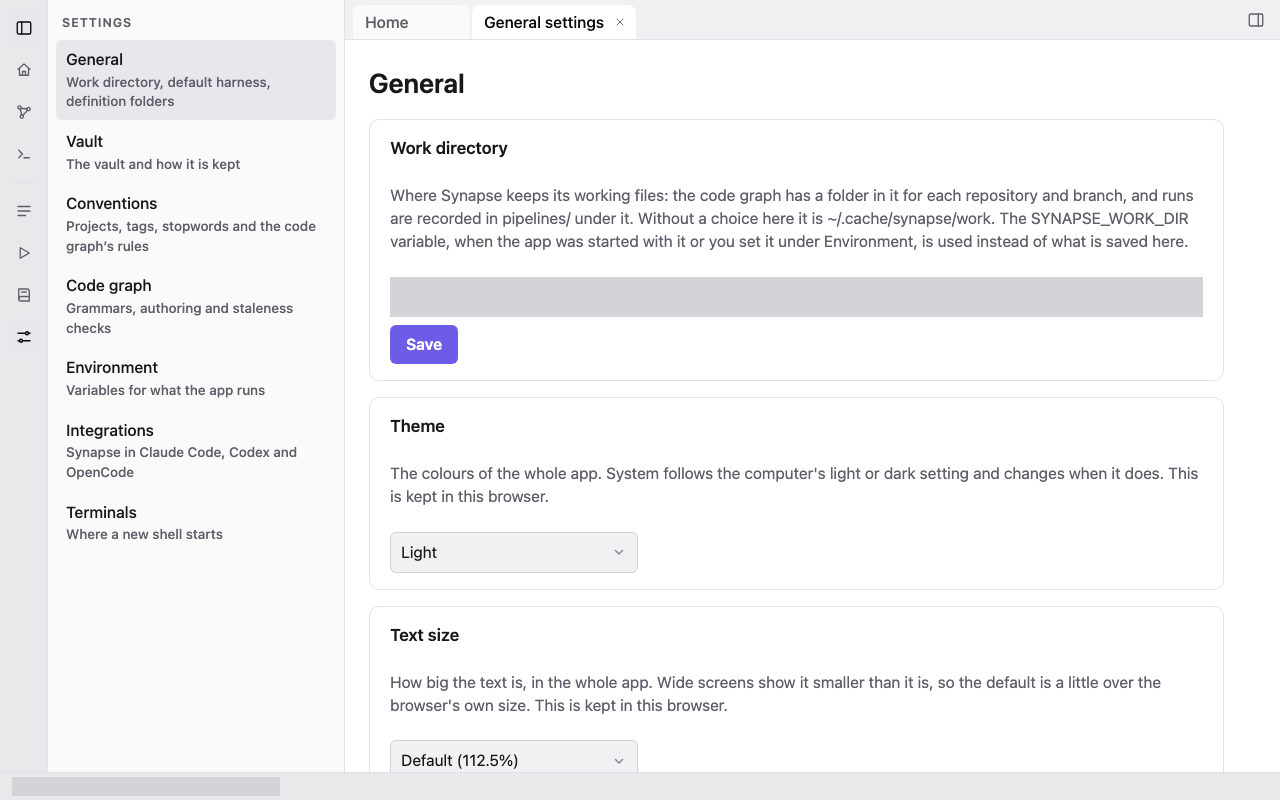 SETTINGS
General
Work directory, default harness,
definition folders
Vault
The vault and how it is kept
Conventions
Projects, tags, stopwords and the code
graph's rules
Code graph
Grammars, authoring and staleness
checks
Environment
Variables for what the app runs
Integrations
Synapse in Claude Code, Codex and
OpenCode
Terminals
Where a new shell starts
Home
General settings
General
Work directory
Where Synapse keeps its working files: the code graph has a folder in it for each repository and branch, and runs
are recorded in pipelines/ under it. Without a choice here it is ~/.cache/synapse/work. The SYNAPSE_WORK_DIR
variable, when the app was started with it or you set it under Environment, is used instead of what is saved here.
Save
Theme
The colours of the whole app. System follows the computer's light or dark setting and changes when it does. This
is kept in this browser.
Light
Text size
How big the text is, in the whole app. Wide screens show it smaller than it is, so the default is a little over the
browser's own size. This is kept in this browser.
Default (112.5%)